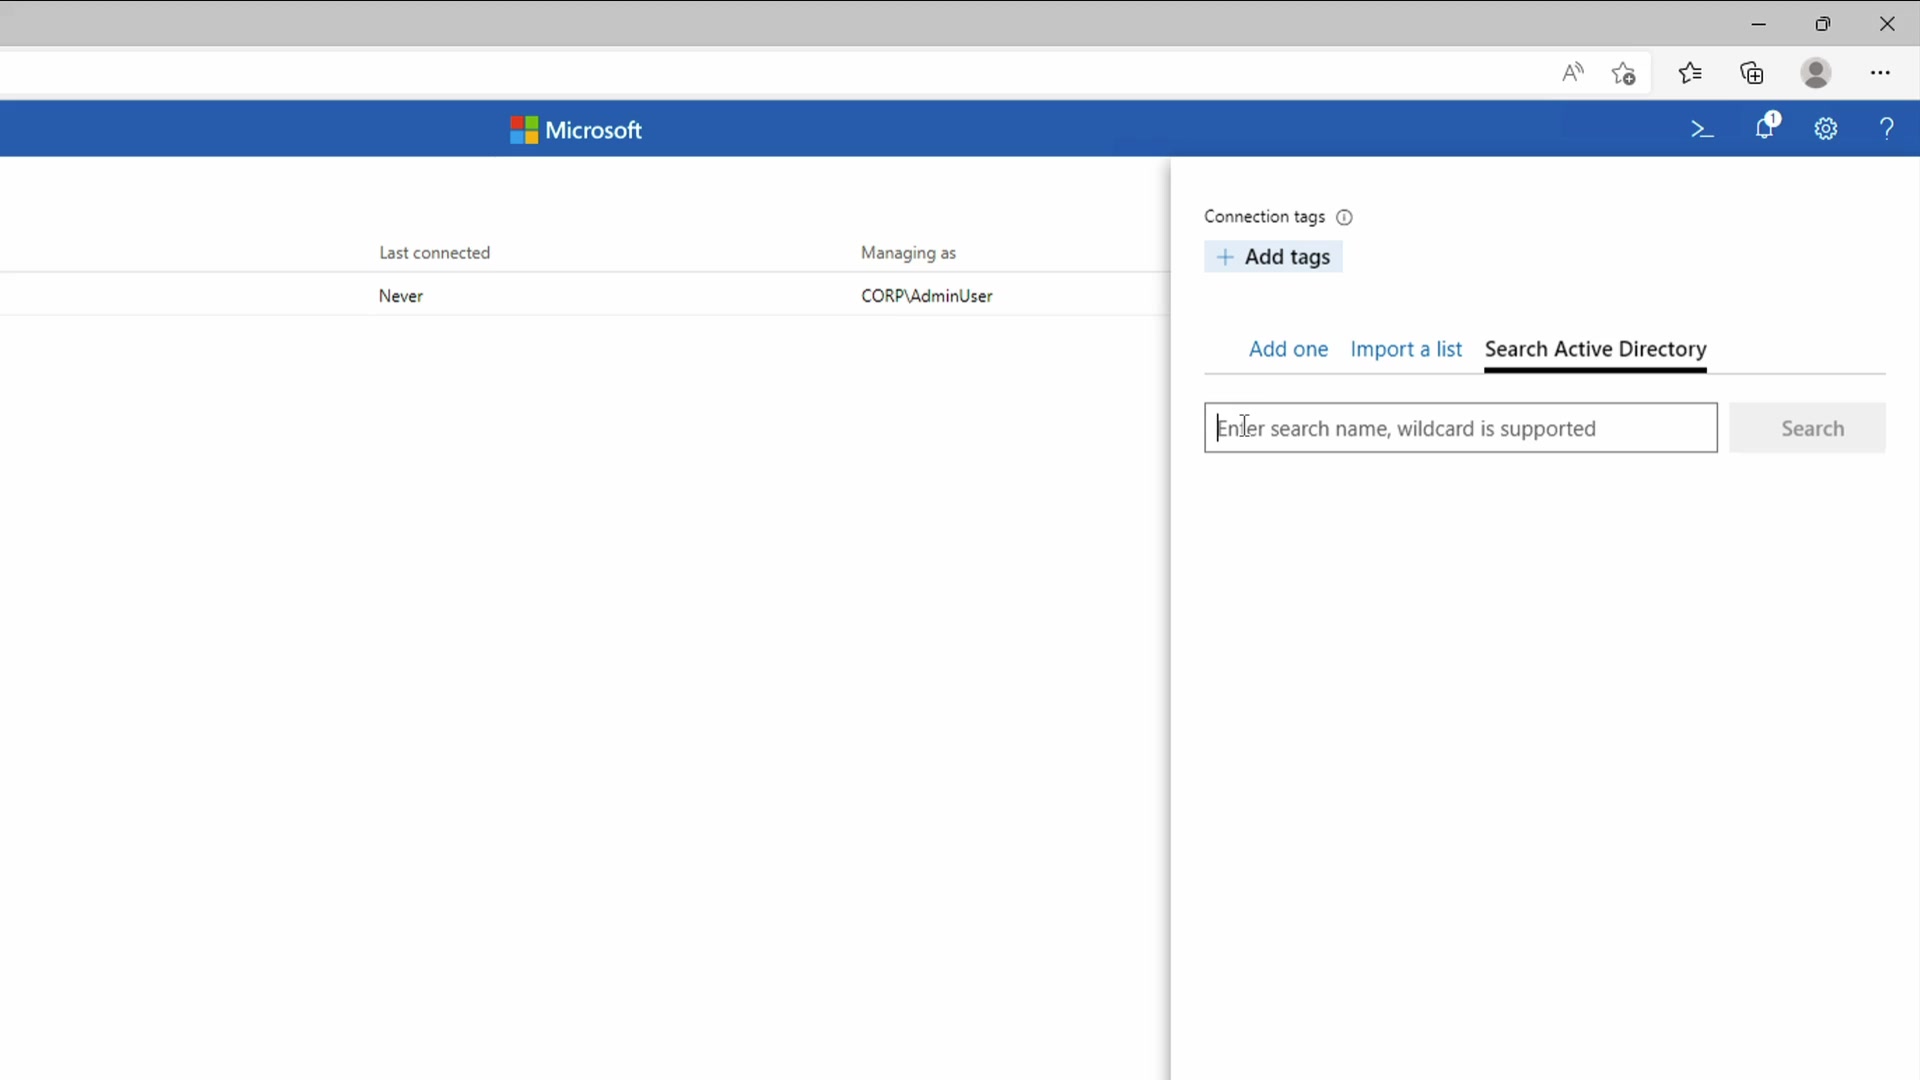 Microsoft
1
Connection tags
Add tags
Last connected
Managing as
Never
CORP\AdminUser
Add one
Import a list
Search Active Directory
Enter search name, wildcard is supported
Search